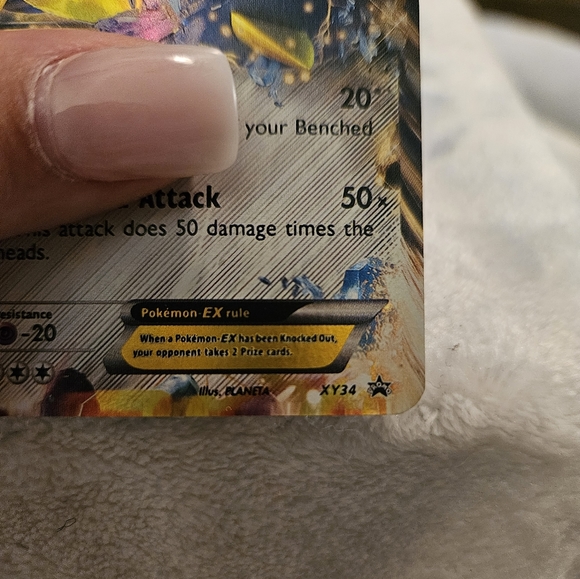 20
your Benched
Attack
50×
attack does 50 damage times the
heads.
esistance
-20
Pokémon-EX rule
When a Pokémon-EX has been Knocked Out,
your opponent takes 2 Prize cards.
Illus. PLANETA
XY34